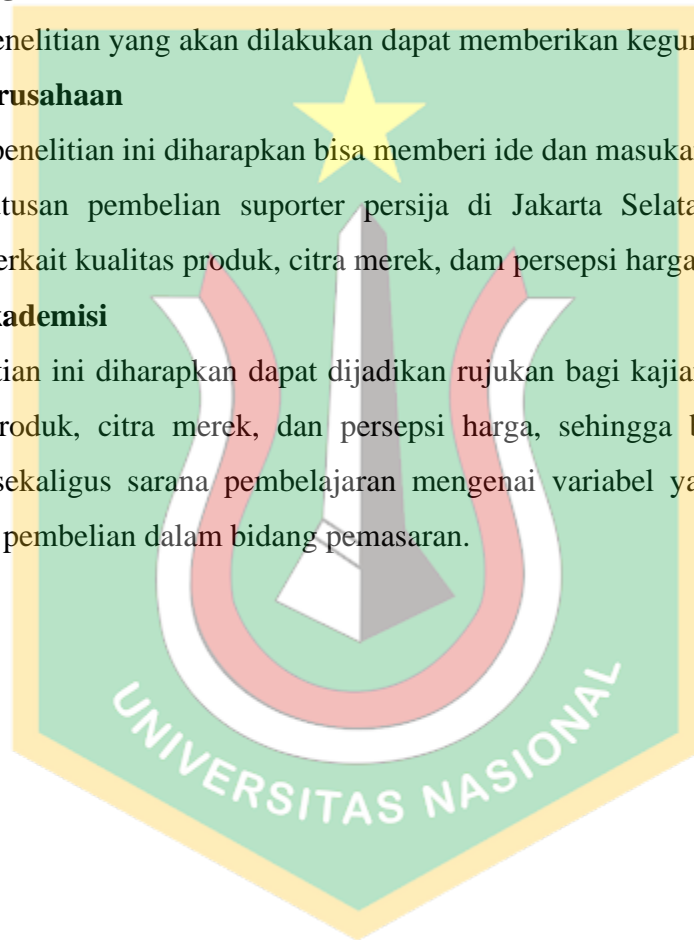 enelitian yang akan dilakukan dapat memberikan kegu
rusahaan
penelitian ini diharapkan bisa memberi ide dan masuka
tusan pembelian suporter persija di Jakarta Selata
erkait kualitas produk, citra merek, dam persepsi harga
kademisi
tian ini diharapkan dapat dijadikan rujukan bagi kajia
roduk, citra merek, dan persepsi harga, sehingga b
sekaligus sarana pembelajaran mengenai variabel ya
pembelian dalam bidang pemasaran.
UNIVERSITAS NASIONAL